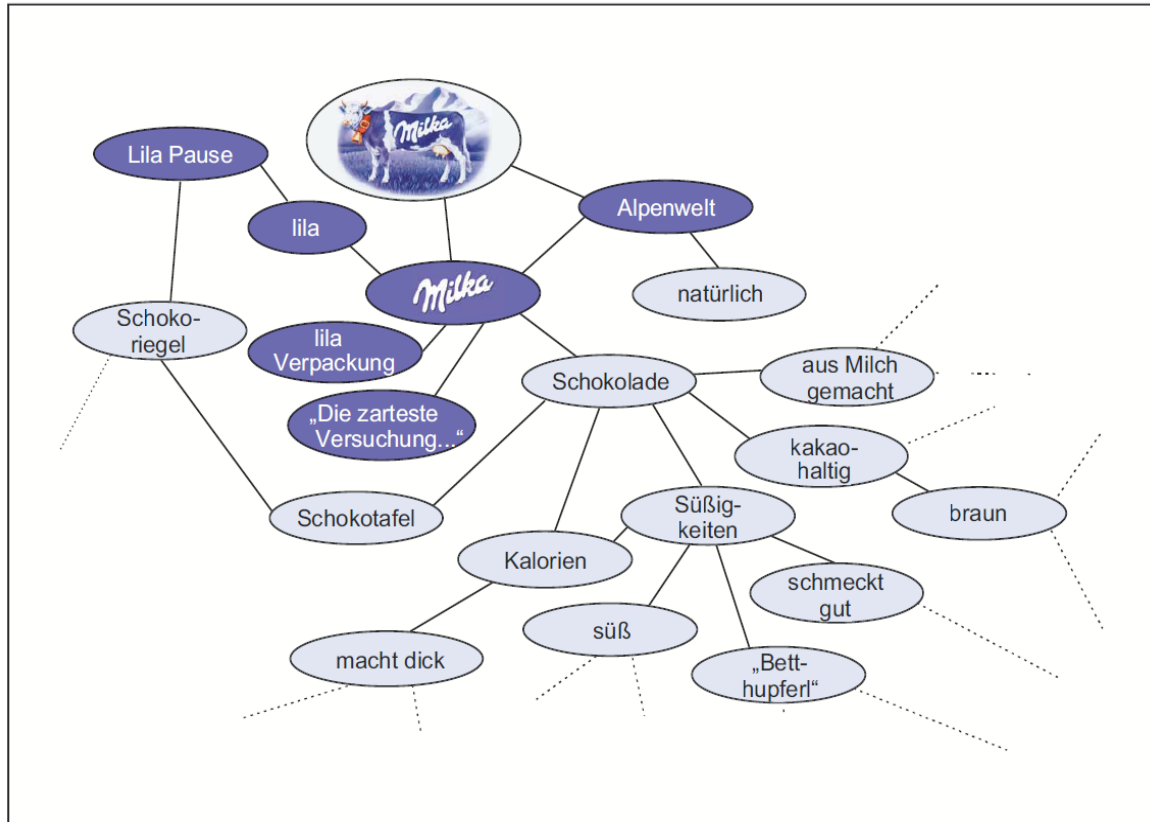 Milka
Lila Pause
Alpenwelt
lila
natürlich
Milka
Schoko-
riegel
lila
Verpackung
Schokolade
aus Milch
gemacht
„Die zarteste
Versuchung...“
kakao-
haltig
Schokotafel
Süßig-
keiten
braun
Kalorien
schmeckt
gut
süß
macht dick
„Bett-
hupferl“